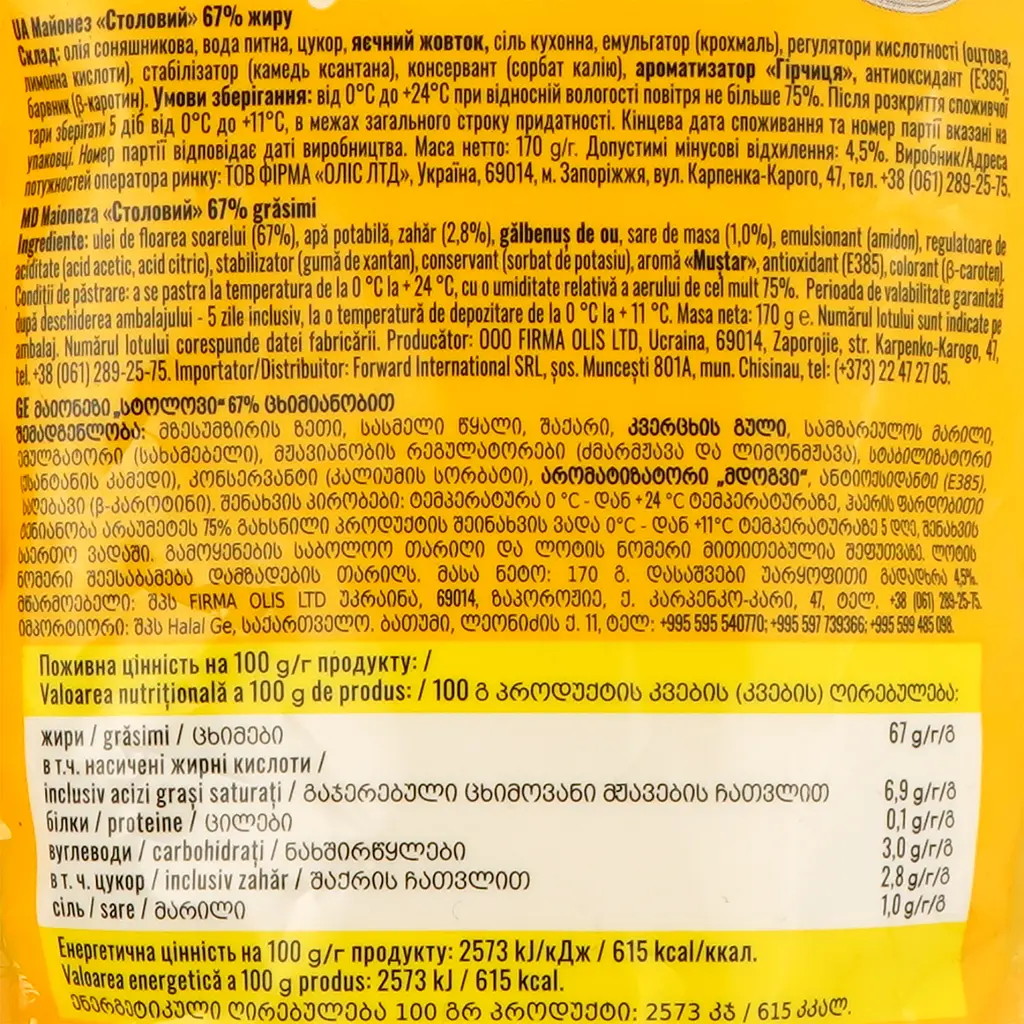 UA Майонез «Столовий» 67% жиру
Склад: олія соняшникова, вода питна, цукор, яєчний жовток, сіль кухонна, емульгатор (крохмаль), регулятори кислотності (оцтова,
лимонна кислоти), стабілізатор (камедь ксантана), консервант (сорбат калію), ароматизатор «Гірчиця», антиоксидант (Е385),
барвник (β-каротин). Умови зберігання: від 0°С до +24°С при відносній вологості повітря не більше 75%. Після розкриття споживчої
тари зберігати 5 діб від 0°С до +11°С, в межах загального строку придатності. Кінцева дата споживання та номер партії вказані на
упаковці. Номер партії відповідає даті виробництва. Маса нетто: 170 g/г. Допустимі мінусові відхилення: 4,5%. Виробник/Адреса
потужностей оператора ринку: ТОВ ФІРМА «ОЛІС ЛТД», Україна, 69014, м. Запоріжжя, вул. Карпенка-Карого, 47, тел. +38 (061) 289-25-75.
MD Maioneza «Столовий» 67% grăsimi
Ingrediente: ulei de floarea soarelui (67%), apă potabilă, zahăr (2,8%), gălbenuș de ou, sare de masa (1,0%), emulsionant (amidon), regulatoare de
aciditate (acid acetic, acid citric), stabilizator (gumă de xantan), conservant (sorbat de potasiu), aromă «Muștar», antioxidant (E385), colorant (β-caroten).
Condiții de păstrare: a se pastra la temperatura de la 0 °C la + 24 °C, cu o umiditate relativă a aerului de cel mult 75%. Perioada de valabilitate garantată
după deschiderea ambalajului - 5 zile inclusiv, la o temperatură de depozitare de la 0 °C la + 11 °C. Masa neta: 170 g e. Numărul lotului sunt indicate pe
ambalaj. Numărul lotului corespunde datei fabricării. Producător: OOO FIRMA OLIS LTD, Ucraina, 69014, Zaporojie, str. Karpenko-Karogo, 47,
tel. +38 (061) 289-25-75. Importator/Distribuitor: Forward International SRL, șos. Muncești 801A, mun. Chisinau, tel: (+373) 22 47 27 05.
GE მაიონეზი „სტოლოვი“ 67% ცხიმიანობით
შემადგენლობა: მზესუმზირის ზეთი, სასმელი წყალი, შაქარი, კვერცხის გული, სამზარეულოს მარილი,
ემულგატორი (სახამებელი), მჟავიანობის რეგულატორები (ძმარმჟავა და ლიმონმჟავა), სტაბილიზატორი
(ქსანტანის კამედი), კონსერვანტი (კალიუმის სორბატი), არომატიზატორი „მდოგვი“, ანტიოქსიდანტი (E385),
საღებავი (β-კაროტინი). შენახვის პირობები: ტემპერატურა 0 °C - დან +24 °C ტემპერატურაზე, ჰაერის ფარდობითი
ტენიანობა არაუმეტეს 75% გახსნილი პროდუქტის შეინახვის ვადა 0°C - დან +11°C ტემპერატურაზე 5 დღე, შენახვის
საერთო ვადაში. გამოყენების საბოლოო თარიღი და ლოტის ნომერი მითითებულია შეფუთვაზე. ლოტის
ნომერი შეესაბამება დამზადების თარიღს. მასა ნეტო: 170 გ. დასაშვები უარყოფითი გადახრა 4,5%.
მწარმოებელი: შპს FIRMA OLIS LTD უკრაინა, 69014, ზაპოროჟიე, ქ. კარპენკო-კარი, 47, ტელ. +38 (061) 289-25-75.
იმპორტიორი: შპს Halal Ge, საქართველო. ბათუმი, ლეონიძის ქ. 11, ტელ: +995 595 540770; +995 597 739366; +995 599 485 098.
Поживна цінність на 100 g/г продукту: /
Valoarea nutrițională a 100 g de produs: / 100 გ პროდუქტის კვების (კვების) ღირებულება:
жири / grăsimi / ცხიმები 67 g/г/გ
в т.ч. насичені жирні кислоти /
inclusiv acizi grași saturați / გაჯერებული ცხიმოვანი მჟავების ჩათვლით 6,9 g/г/გ
білки / proteine / ცილები 0,1 g/г/გ
вуглеводи / carbohidrați / ნახშირწყლები 3,0 g/г/გ
в т. ч. цукор / inclusiv zahăr / შაქრის ჩათვლით 2,8 g/г/გ
сіль / sare / მარილი 1,0 g/г/გ
Енергетична цінність на 100 g/г продукту: 2573 kJ/кДж / 615 kcal/ккал.
Valoarea energetică a 100 g produs: 2573 kJ / 615 kcal.
ენერგეტიკული ღირებულება 100 გრ პროდუქტი: 2573 კჯ / 615 კკალ.